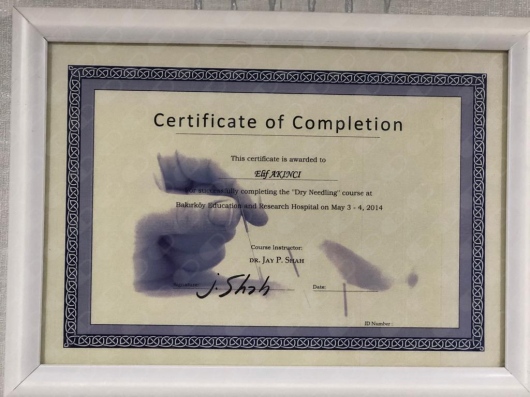 Certificate of Completion
This certificate is awarded to
Elif AKINCI
for successfully completing the "Dry Needling" course at
Bakırköy Education and Research Hospital on May 3 - 4, 2014
Course Instructor:
DR. JAY P. SHAH
J. Shah
Date:
ID Number :